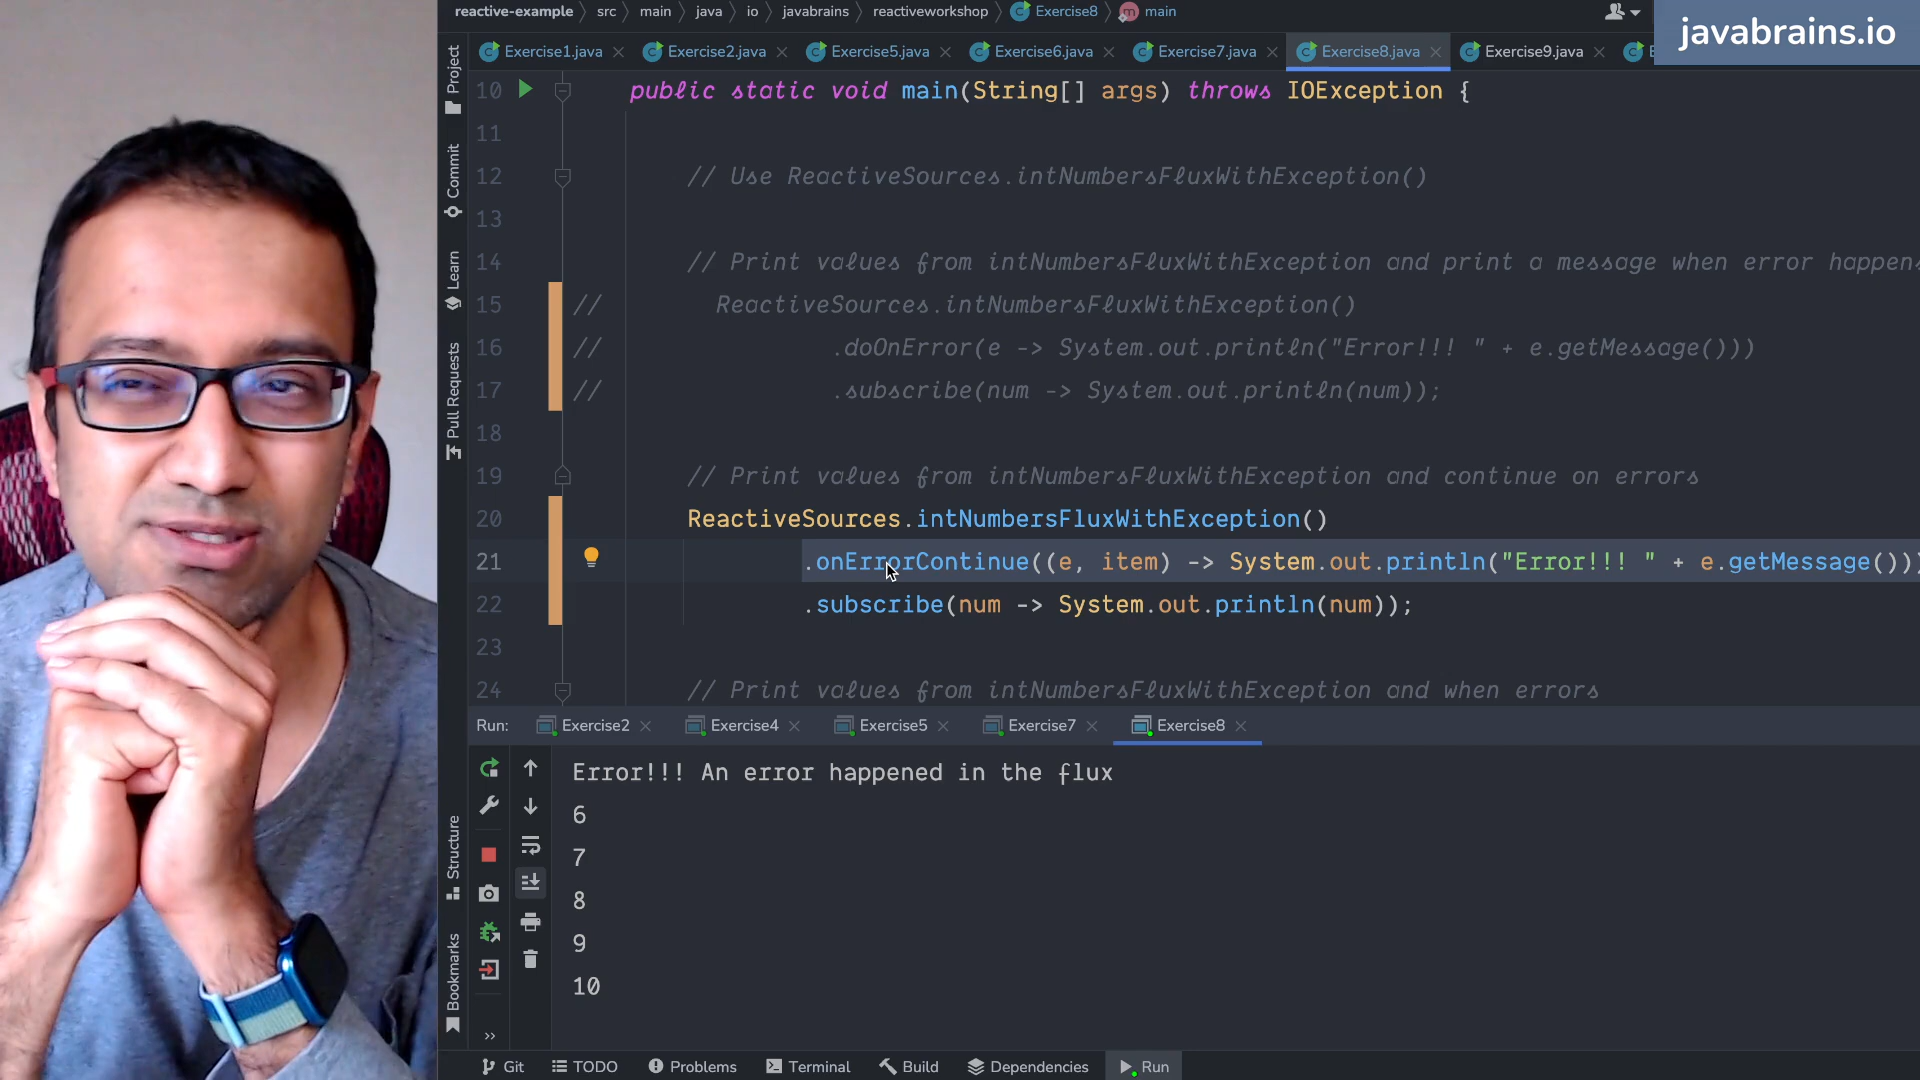 reactive-example src main java io javabrains reactiveworkshop Exercise8 main
javabrains.io
Exercise1.java Exercise2.java Exercise5.java Exercise6.java Exercise7.java Exercise8.java Exercise9.java
Project
Commit
Learn
Pull Requests
Structure
Bookmarks
10 public static void main(String[] args) throws IOException {
11
12 // Use ReactiveSources.intNumbersFluxWithException()
13
14 // Print values from intNumbersFluxWithException and print a message when error happens
15 // ReactiveSources.intNumbersFluxWithException()
16 // .doOnError(e -> System.out.println("Error!!! " + e.getMessage()))
17 // .subscribe(num -> System.out.println(num));
18
19 // Print values from intNumbersFluxWithException and continue on errors
20 ReactiveSources.intNumbersFluxWithException()
21 .onErrorContinue((e, item) -> System.out.println("Error!!! " + e.getMessage()))
22 .subscribe(num -> System.out.println(num));
23
24 // Print values from intNumbersFluxWithException and when errors
Run: Exercise2 Exercise4 Exercise5 Exercise7 Exercise8
Error!!! An error happened in the flux
6
7
8
9
10
Git TODO Problems Terminal Build Dependencies Run